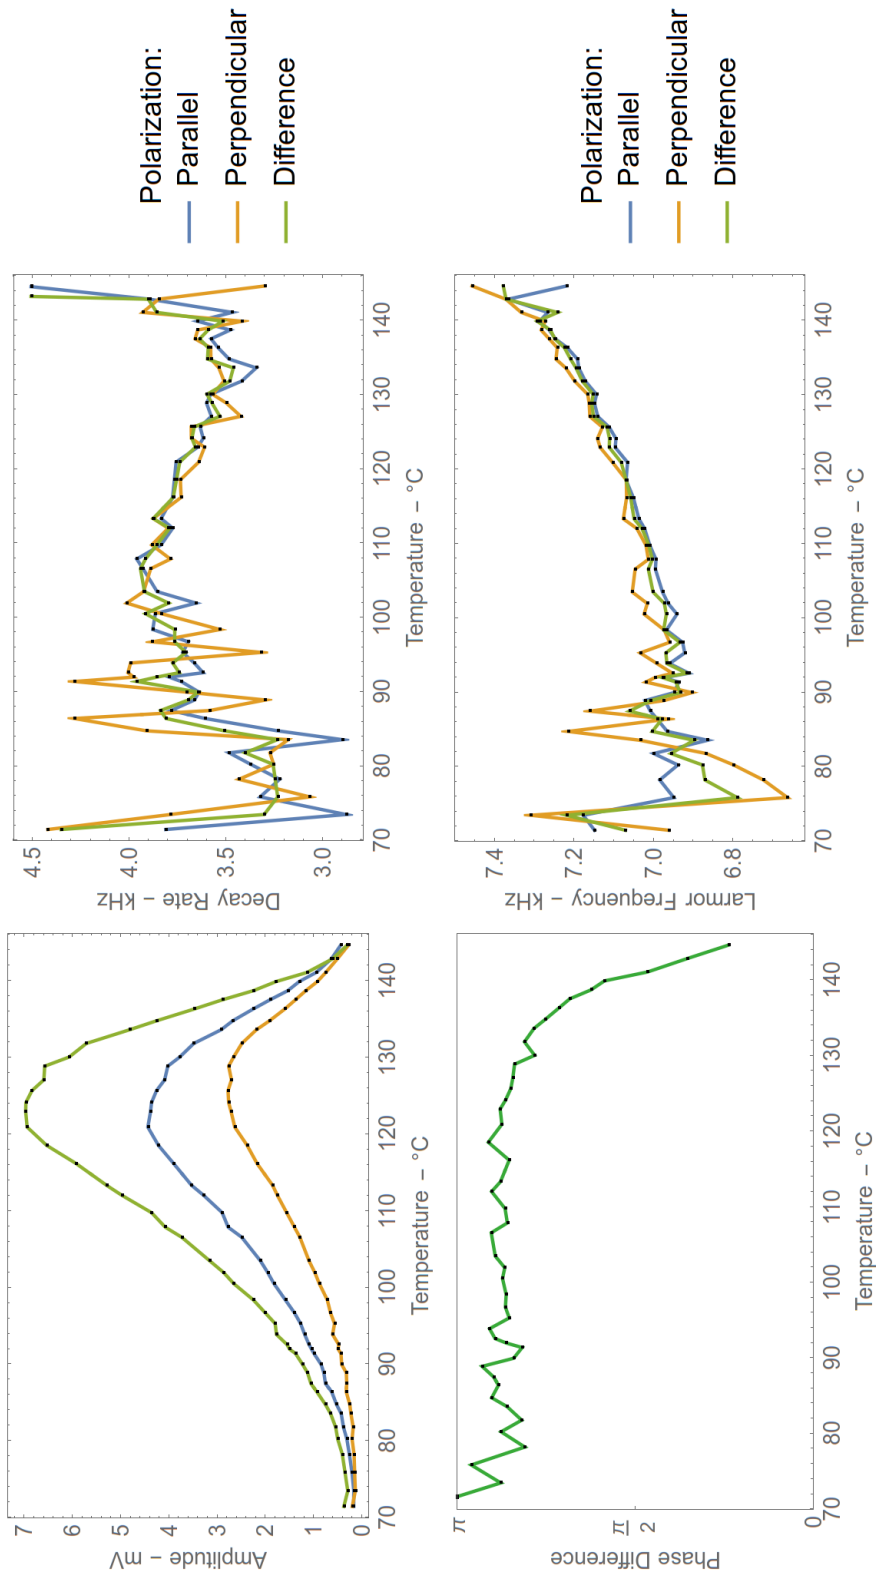 Amplitude – mV
7
6
5
4
3
2
1
0
70
80
90
100
110
120
130
140
Temperature – °C
Decay Rate – kHz
4.5
4.0
3.5
3.0
70
80
90
100
110
120
130
140
Temperature – °C
Polarization:
Parallel
Perpendicular
Difference
Phase Difference
π
π
2
0
70
80
90
100
110
120
130
140
Temperature – °C
Larmor Frequency – kHz
7.4
7.2
7.0
6.8
70
80
90
100
110
120
130
140
Temperature – °C
Polarization:
Parallel
Perpendicular
Difference